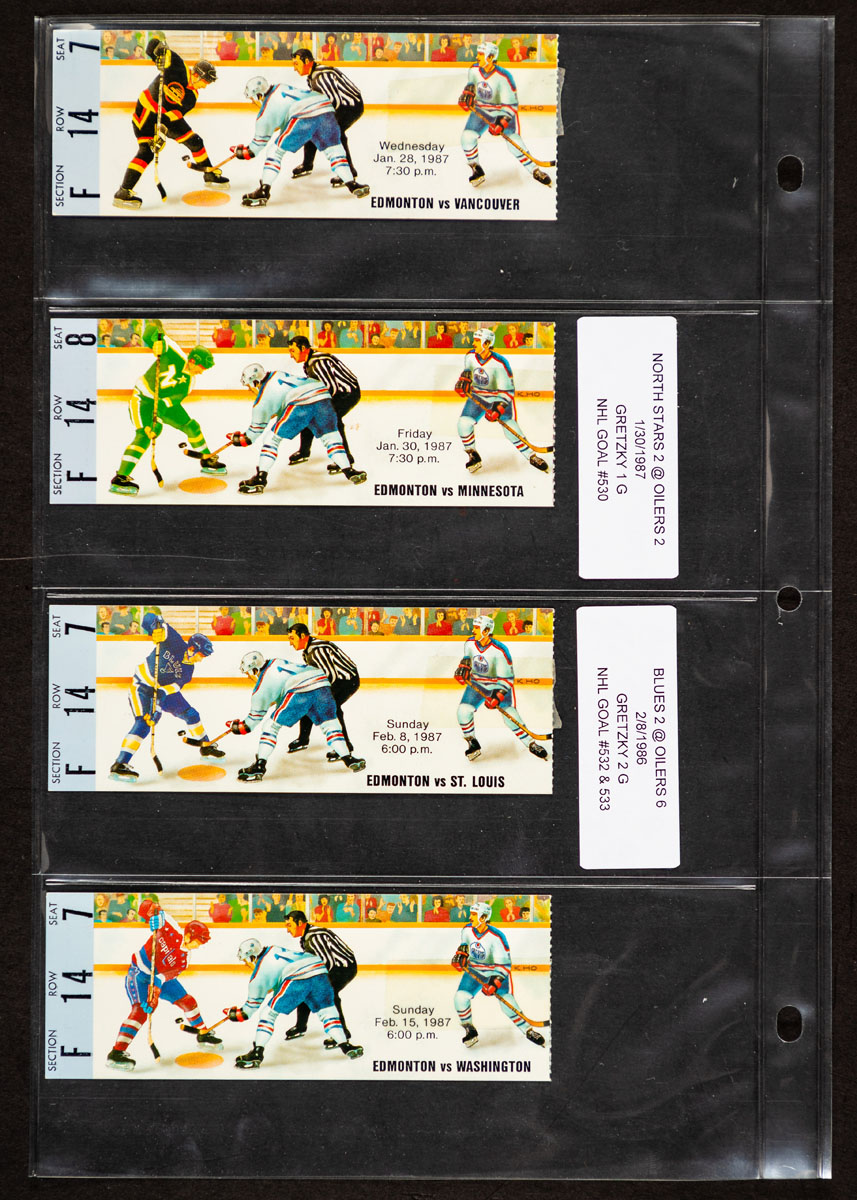 SECTION F ROW 14 SEAT 7
Wednesday
Jan. 28, 1987
7:30 p.m.
EDMONTON vs VANCOUVER
SECTION F ROW 14 SEAT 8
N
Friday
Jan. 30, 1987
7:30 p.m.
EDMONTON vs MINNESOTA
NORTH STARS 2 @ OILERS 2
1/30/1987
GRETZKY 1 G
NHL GOAL #530
SECTION F ROW 14 SEAT 7
BLUES
Sunday
Feb. 8, 1987
6:00 p.m.
EDMONTON vs ST. LOUIS
BLUES 2 @ OILERS 6
2/8/1986
GRETZKY 2 G
NHL GOAL #532 & 533
SECTION F ROW 14 SEAT 7
capitals
Sunday
Feb. 15, 1987
6:00 p.m.
EDMONTON vs WASHINGTON